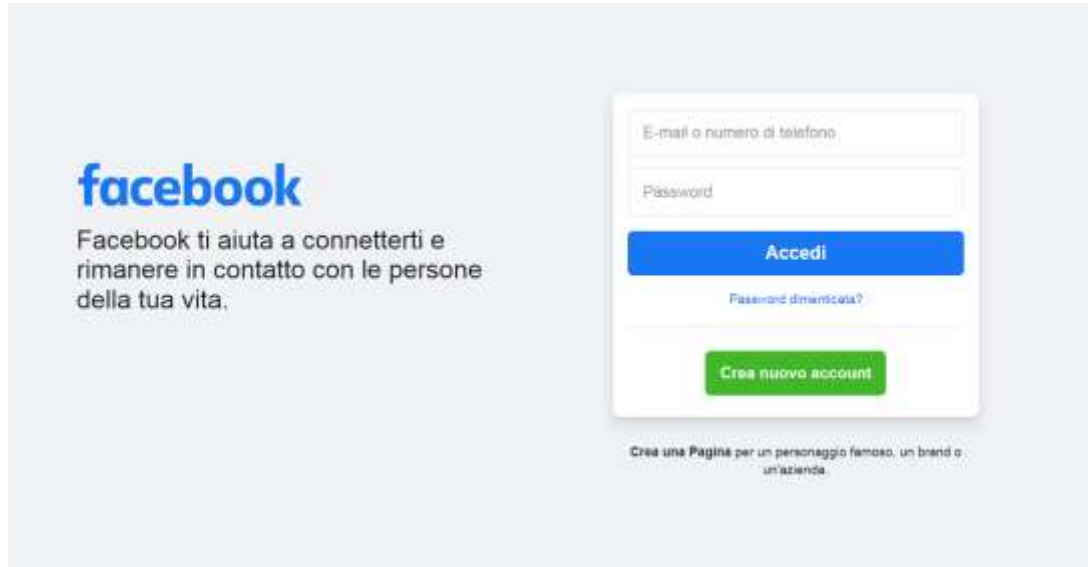 facebook
Facebook ti aiuta a connetterti e
rimanere in contatto con le persone
della tua vita.
E-mail o numero di telefono
Password
Accedi
Password dimenticata?
Crea nuovo account
Crea una Pagina per un personaggio famoso, un brand o
un'azienda.